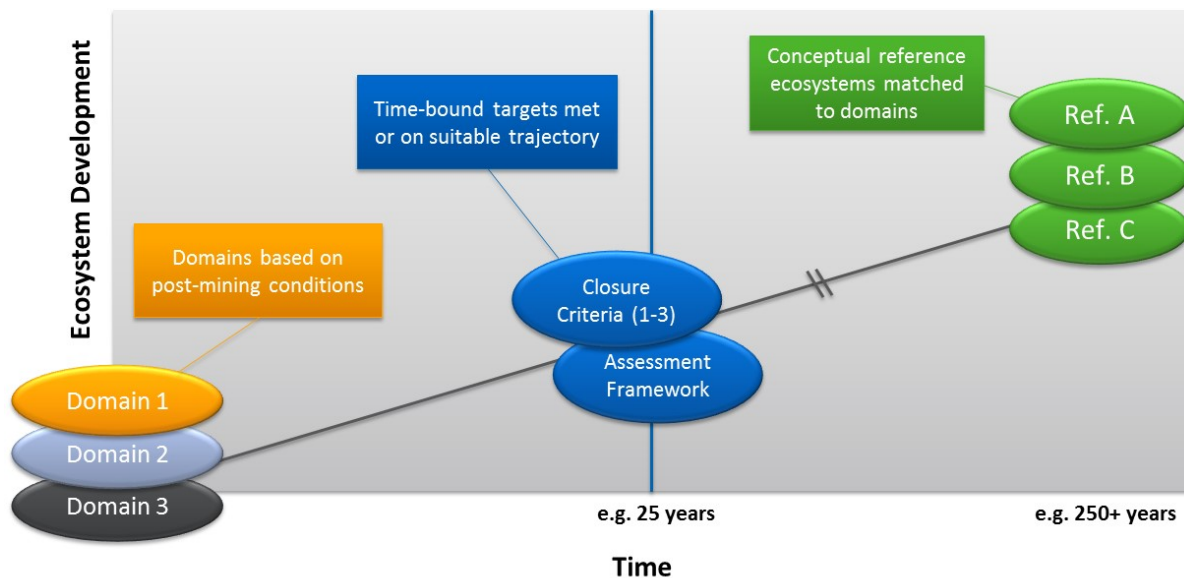 Ecosystem Development
Conceptual reference
ecosystems matched
to domains
Time-bound targets met
or on suitable trajectory
Domains based on
post-mining conditions
Ref. A
Ref. B
Ref. C
Closure
Criteria (1-3)
Assessment
Framework
Domain 1
Domain 2
Domain 3
e.g. 25 years
e.g. 250+ years
Time